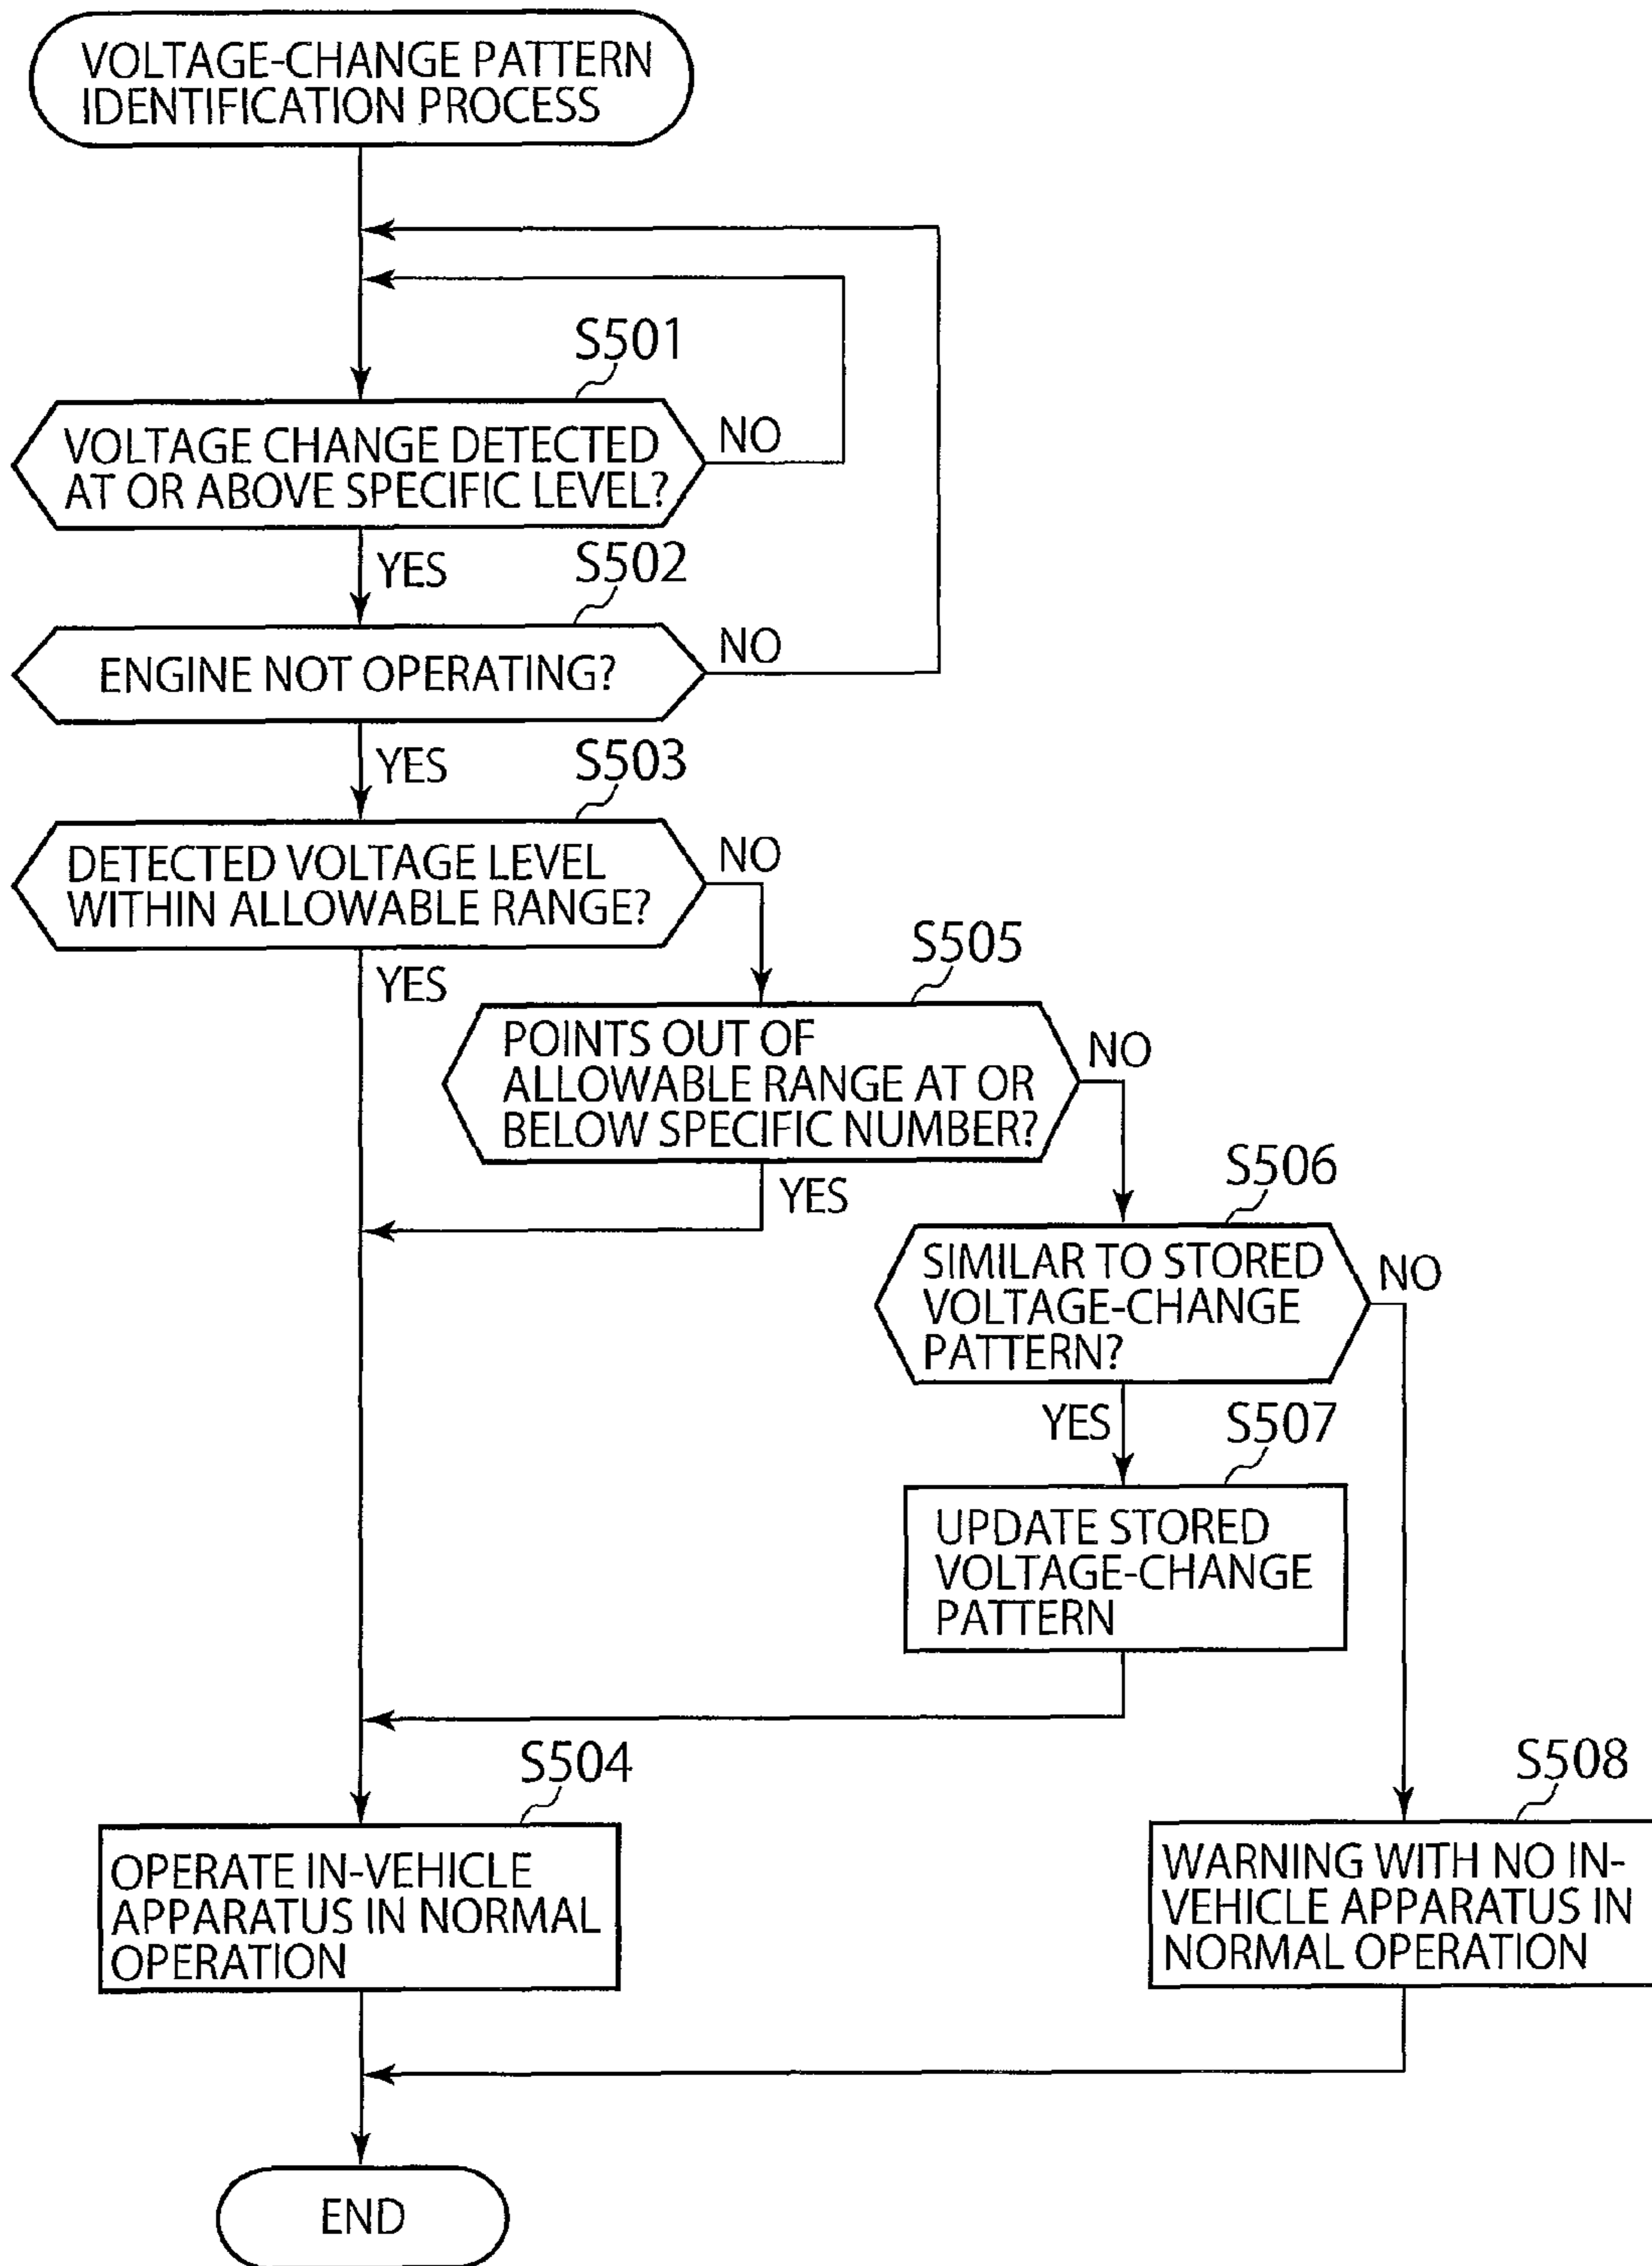 VOLTAGE-CHANGE PATTERN
IDENTIFICATION PROCESS
S501
VOLTAGE CHANGE DETECTED
AT OR ABOVE SPECIFIC LEVEL?
NO
YES
S502
ENGINE NOT OPERATING?
NO
YES
S503
DETECTED VOLTAGE LEVEL
WITHIN ALLOWABLE RANGE?
NO
YES
S505
POINTS OUT OF
ALLOWABLE RANGE AT OR
BELOW SPECIFIC NUMBER?
NO
YES
S506
SIMILAR TO STORED
VOLTAGE-CHANGE
PATTERN?
NO
YES
S507
UPDATE STORED
VOLTAGE-CHANGE
PATTERN
S504
OPERATE IN-VEHICLE
APPARATUS IN NORMAL
OPERATION
S508
WARNING WITH NO IN-
VEHICLE APPARATUS IN
NORMAL OPERATION
END